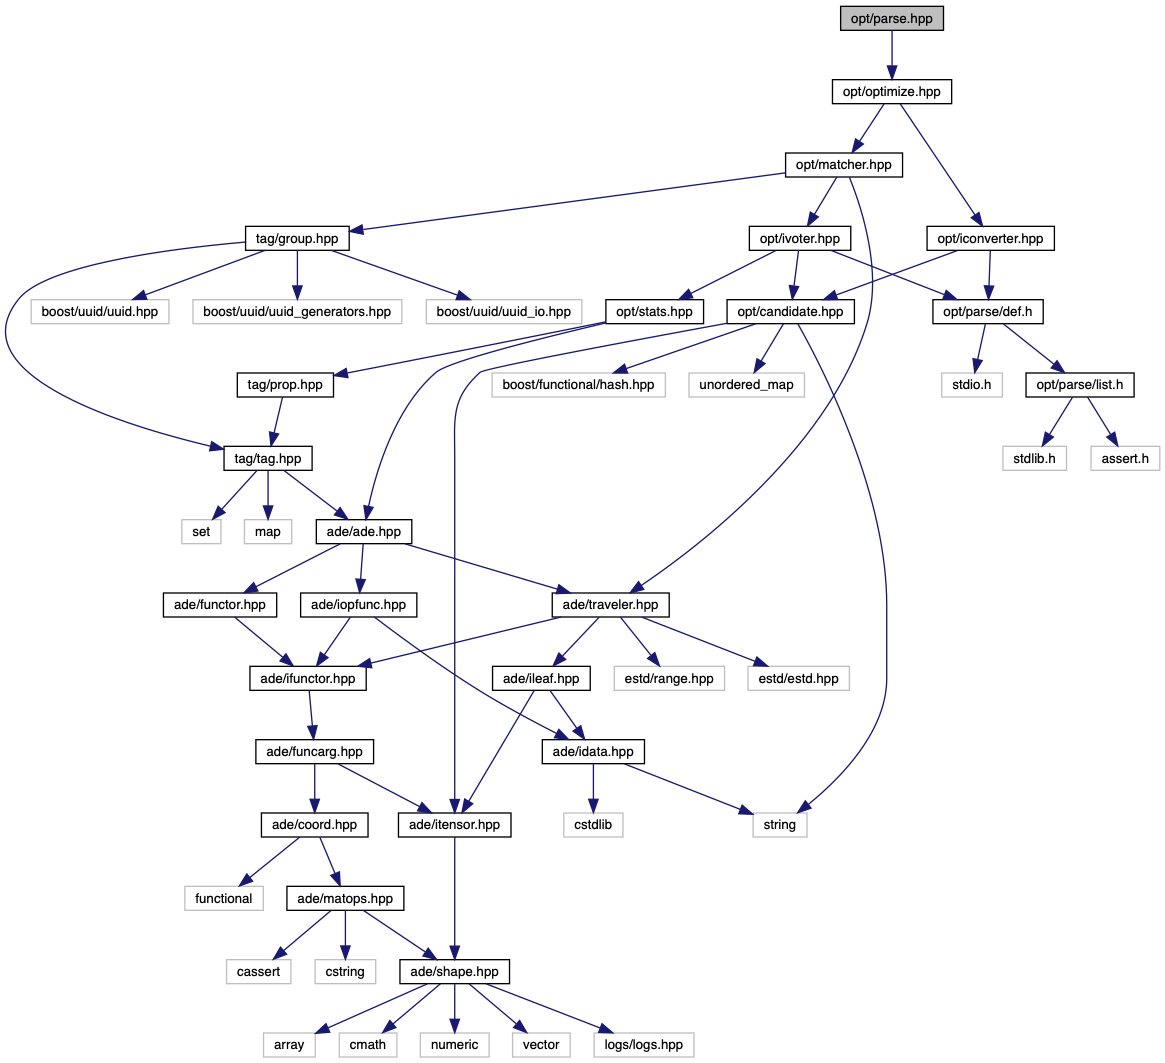 opt/parse.hpp
opt/optimize.hpp
opt/matcher.hpp
tag/group.hpp
opt/ivoter.hpp
opt/iconverter.hpp
boost/uuid/uuid.hpp
boost/uuid/uuid_generators.hpp
boost/uuid/uuid_io.hpp
opt/stats.hpp
opt/candidate.hpp
opt/parse/def.h
tag/prop.hpp
boost/functional/hash.hpp
unordered_map
stdio.h
opt/parse/list.h
tag/tag.hpp
stdlib.h
assert.h
set
map
ade/ade.hpp
ade/functor.hpp
ade/iopfunc.hpp
ade/traveler.hpp
ade/ifunctor.hpp
ade/ileaf.hpp
estd/range.hpp
estd/estd.hpp
ade/funcarg.hpp
ade/idata.hpp
ade/coord.hpp
ade/itensor.hpp
cstdlib
string
functional
ade/matops.hpp
cassert
cstring
ade/shape.hpp
array
cmath
numeric
vector
logs/logs.hpp